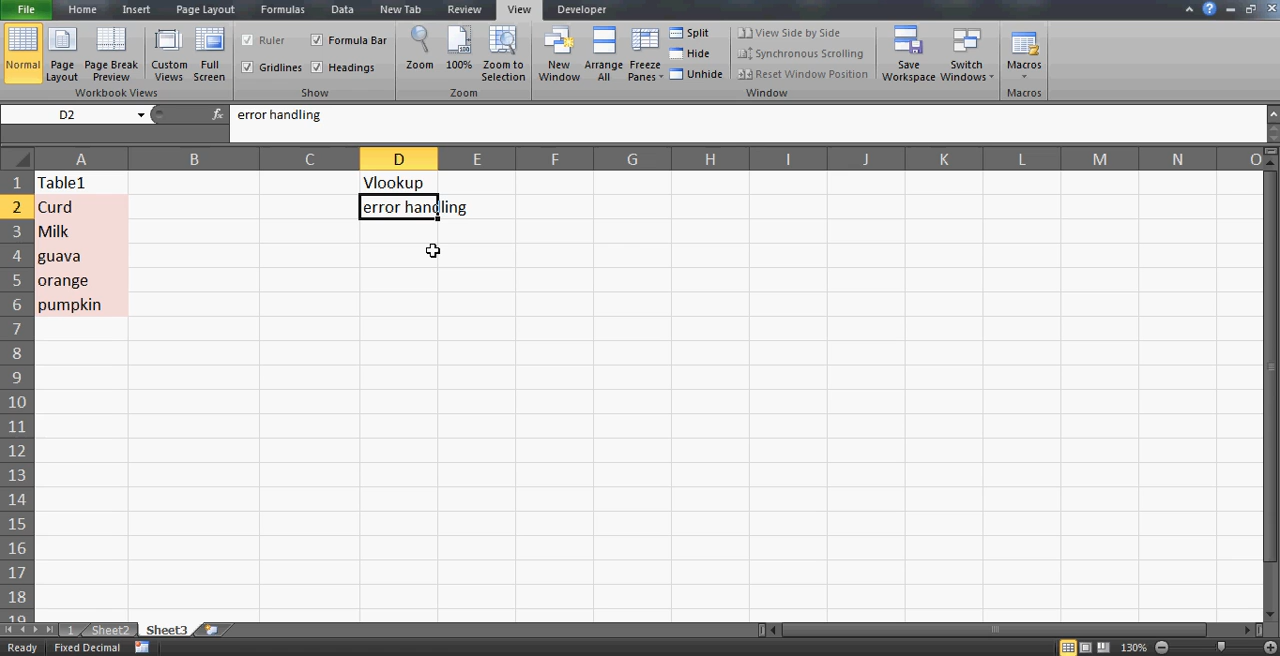 File Home Insert Page Layout Formulas Data New Tab Review View Developer
Normal Page Layout Page Break Preview Custom Views Full Screen
Workbook Views
Ruler Formula Bar
Gridlines Headings
Show
Zoom 100% Zoom to Selection
Zoom
New Window Arrange All Freeze Panes
Split
Hide
Unhide
View Side by Side
Synchronous Scrolling
Reset Window Position
Window
Save Workspace Switch Windows
Macros
Macros
D2 fx error handling
A B C D E F G H I J K L M N O
1 Table1 Vlookup
2 Curd error handling
3 Milk
4 guava
5 orange
6 pumpkin
7
8
9
10
11
12
13
14
15
16
17
18
19
1 Sheet2 Sheet3
Ready Fixed Decimal 130%